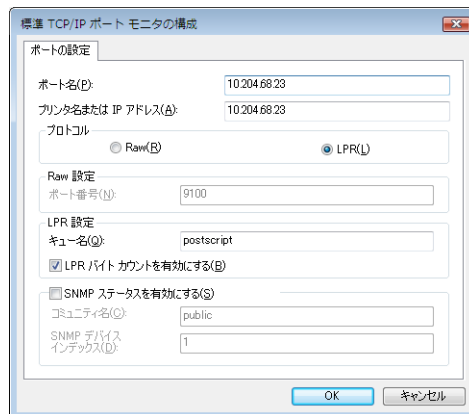 標準 TCP/IP ポート モニタの構成
ポートの設定
ポート名(P):
10.204.68.23
プリンタ名または IP アドレス(A):
10.204.68.23
プロトコル
Raw(R)
LPR(L)
Raw 設定
ポート番号(N):
9100
LPR 設定
キュー名(Q):
postscript
LPR バイト カウントを有効にする(B)
SNMP ステータスを有効にする(S)
コミュニティ名(C):
public
SNMP デバイス
インデックス(D):
1
OK
キャンセル